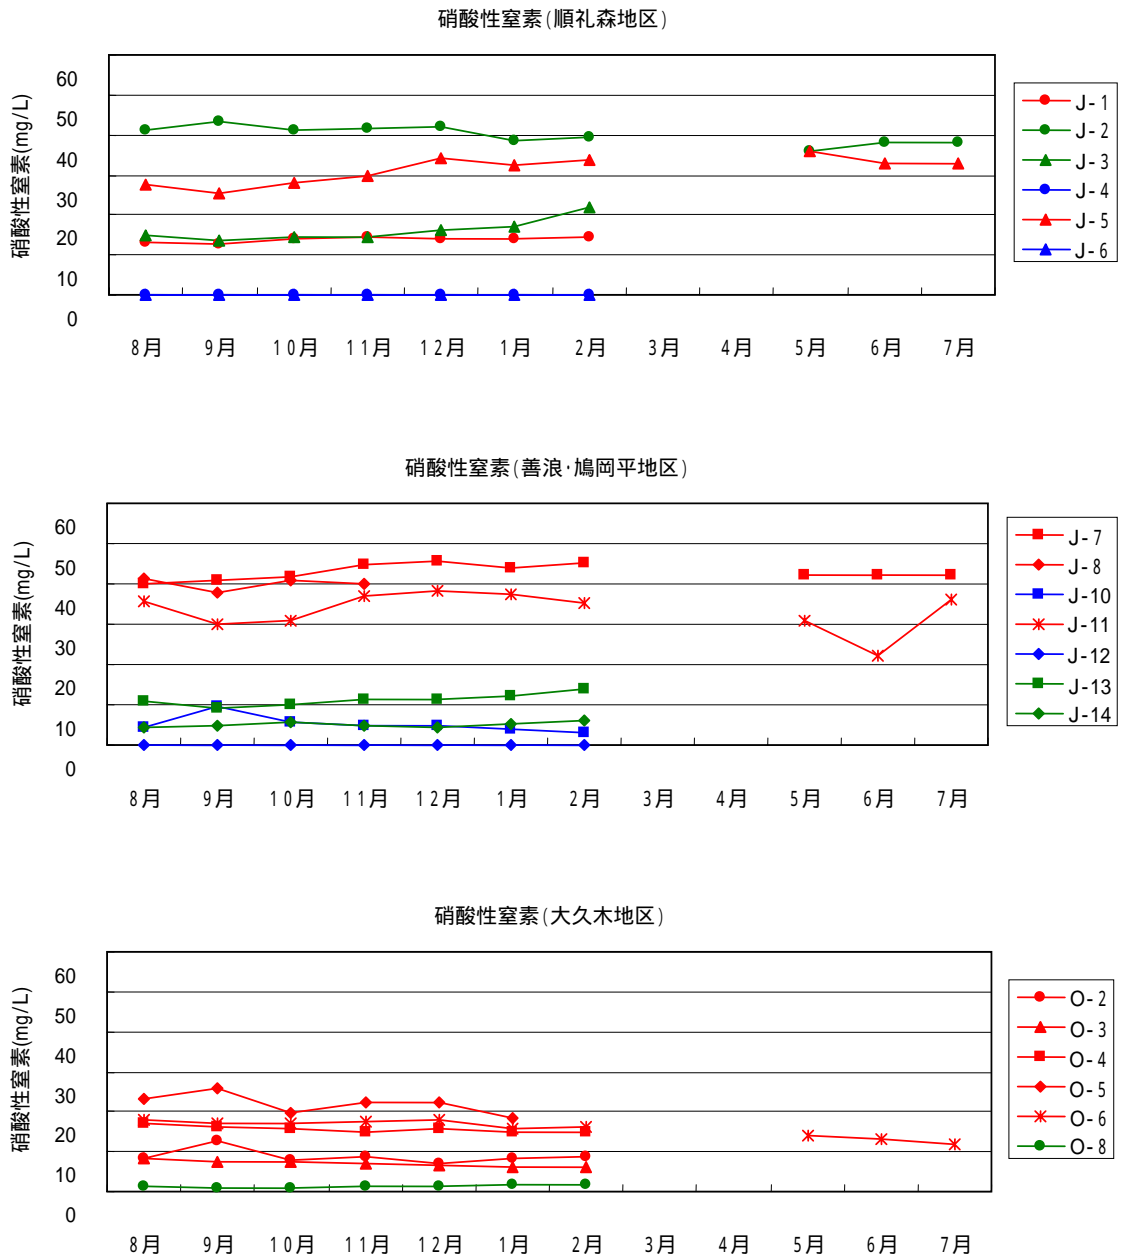 硝酸性窒素(順礼森地区)
硝酸性窒素(mg/L)
60
50
40
30
20
10
0
8月 9月 10月 11月 12月 1月 2月 3月 4月 5月 6月 7月
J-1
J-2
J-3
J-4
J-5
J-6
硝酸性窒素(善浪･鳩岡平地区)
硝酸性窒素(mg/L)
60
50
40
30
20
10
0
8月 9月 10月 11月 12月 1月 2月 3月 4月 5月 6月 7月
J-7
J-8
J-10
J-11
J-12
J-13
J-14
硝酸性窒素(大久木地区)
硝酸性窒素(mg/L)
60
50
40
30
20
10
0
8月 9月 10月 11月 12月 1月 2月 3月 4月 5月 6月 7月
O-2
O-3
O-4
O-5
O-6
O-8